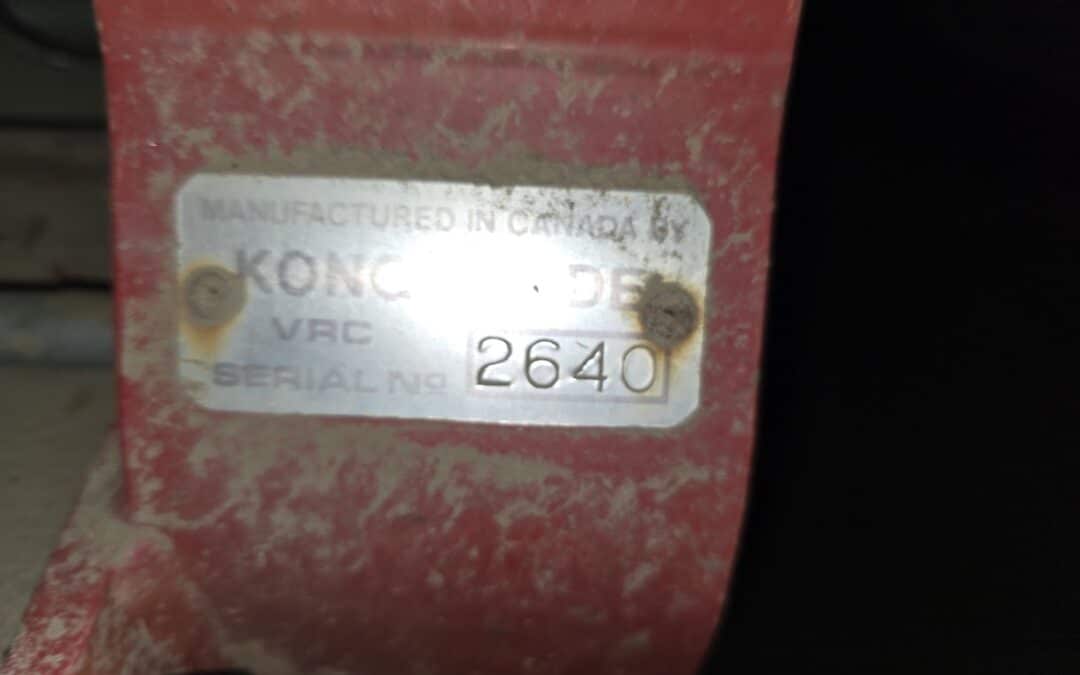 MANUFACTURED IN CANADA BY
VRC
SERIAL No 2640